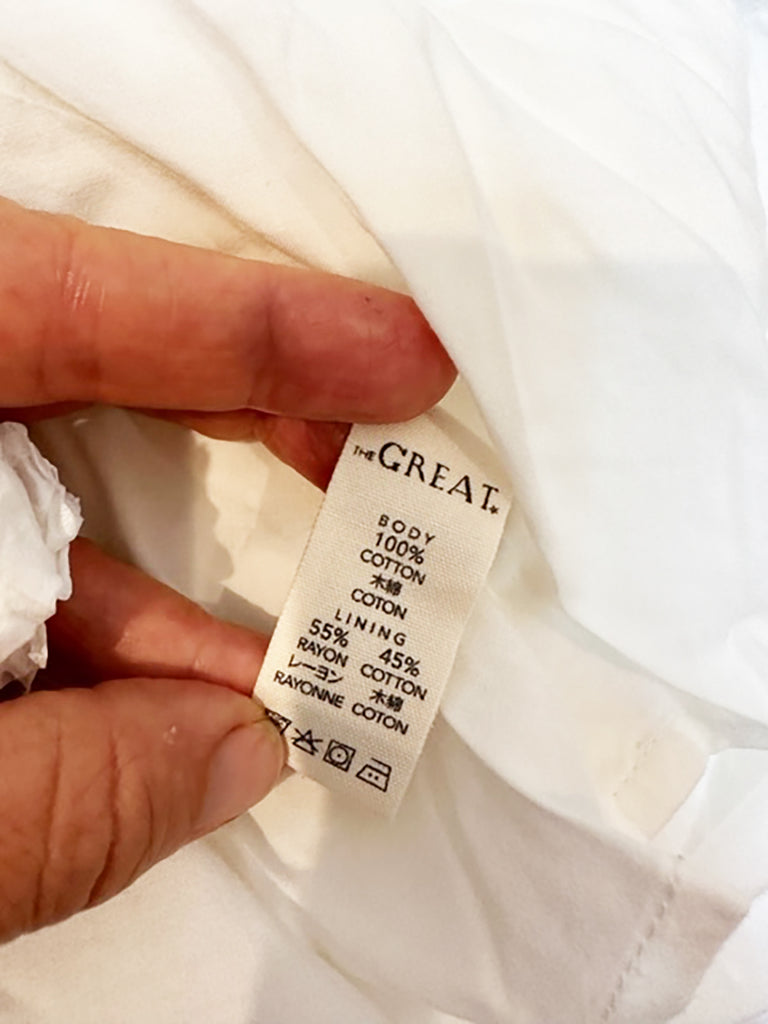 THE GREAT.
BODY
100%
COTTON
木綿
COTON
LINING
55% 45%
RAYON COTTON
レーヨン 木綿
RAYONNE COTON